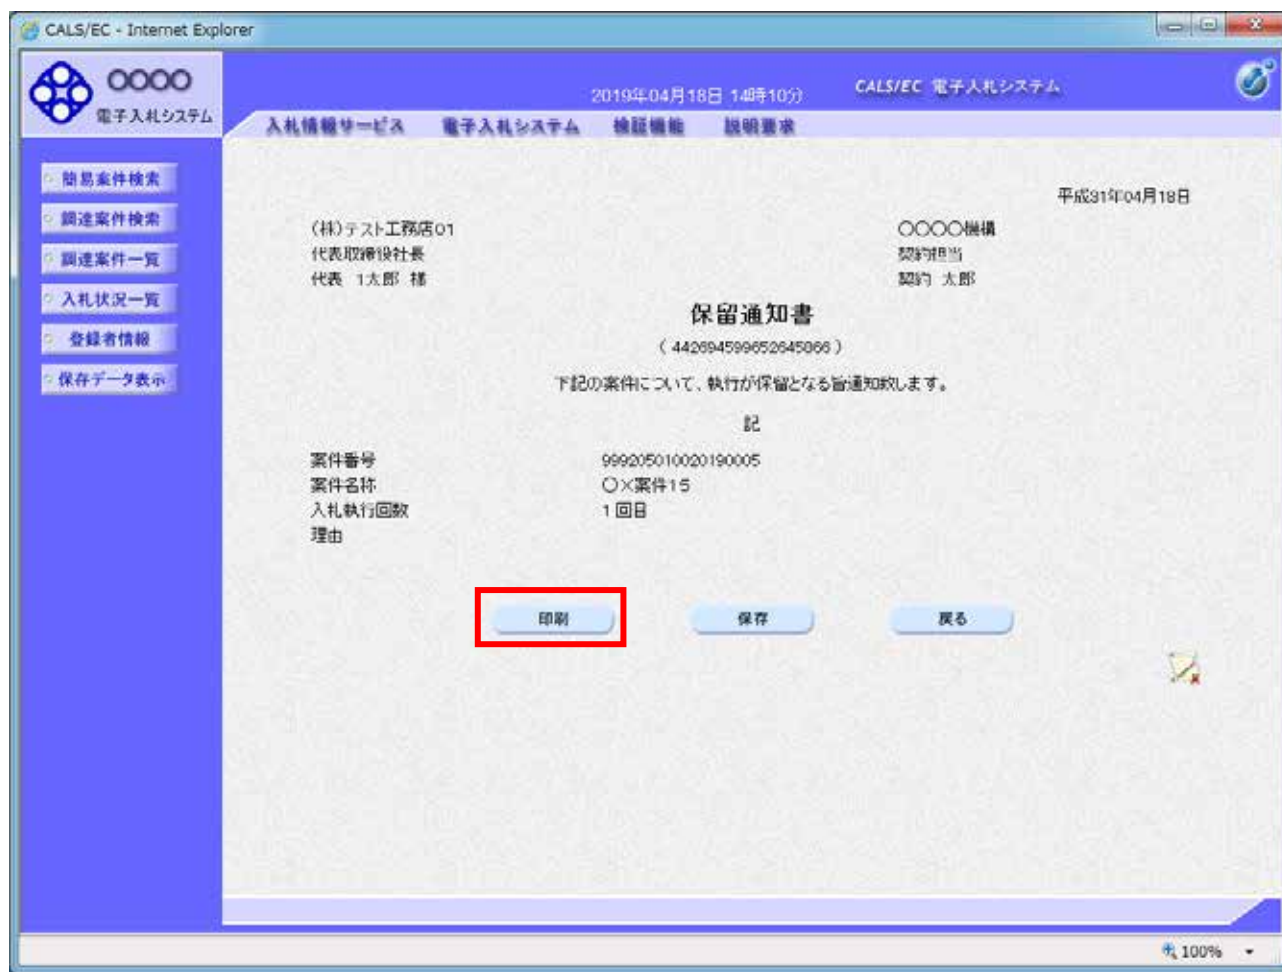 CALS/EC - Internet Explorer
〇〇〇〇
電子入札システム
2019年04月18日 14時10分
CALS/EC 電子入札システム
入札情報サービス 電子入札システム 検証機能 説明要求
簡易案件検索
調達案件検索
調達案件一覧
入札状況一覧
登録者情報
保存データ表示
平成31年04月18日
(株)テスト工務店01
代表取締役社長
代表 1太郎 様
〇〇〇〇機構
契約担当
契約 太郎
保留通知書
(442694599652645866)
下記の案件について、執行が保留となる旨通知致します。
記
案件番号 999205010020190005
案件名称 〇×案件15
入札執行回数 1回目
理由
印刷 保存 戻る
100%